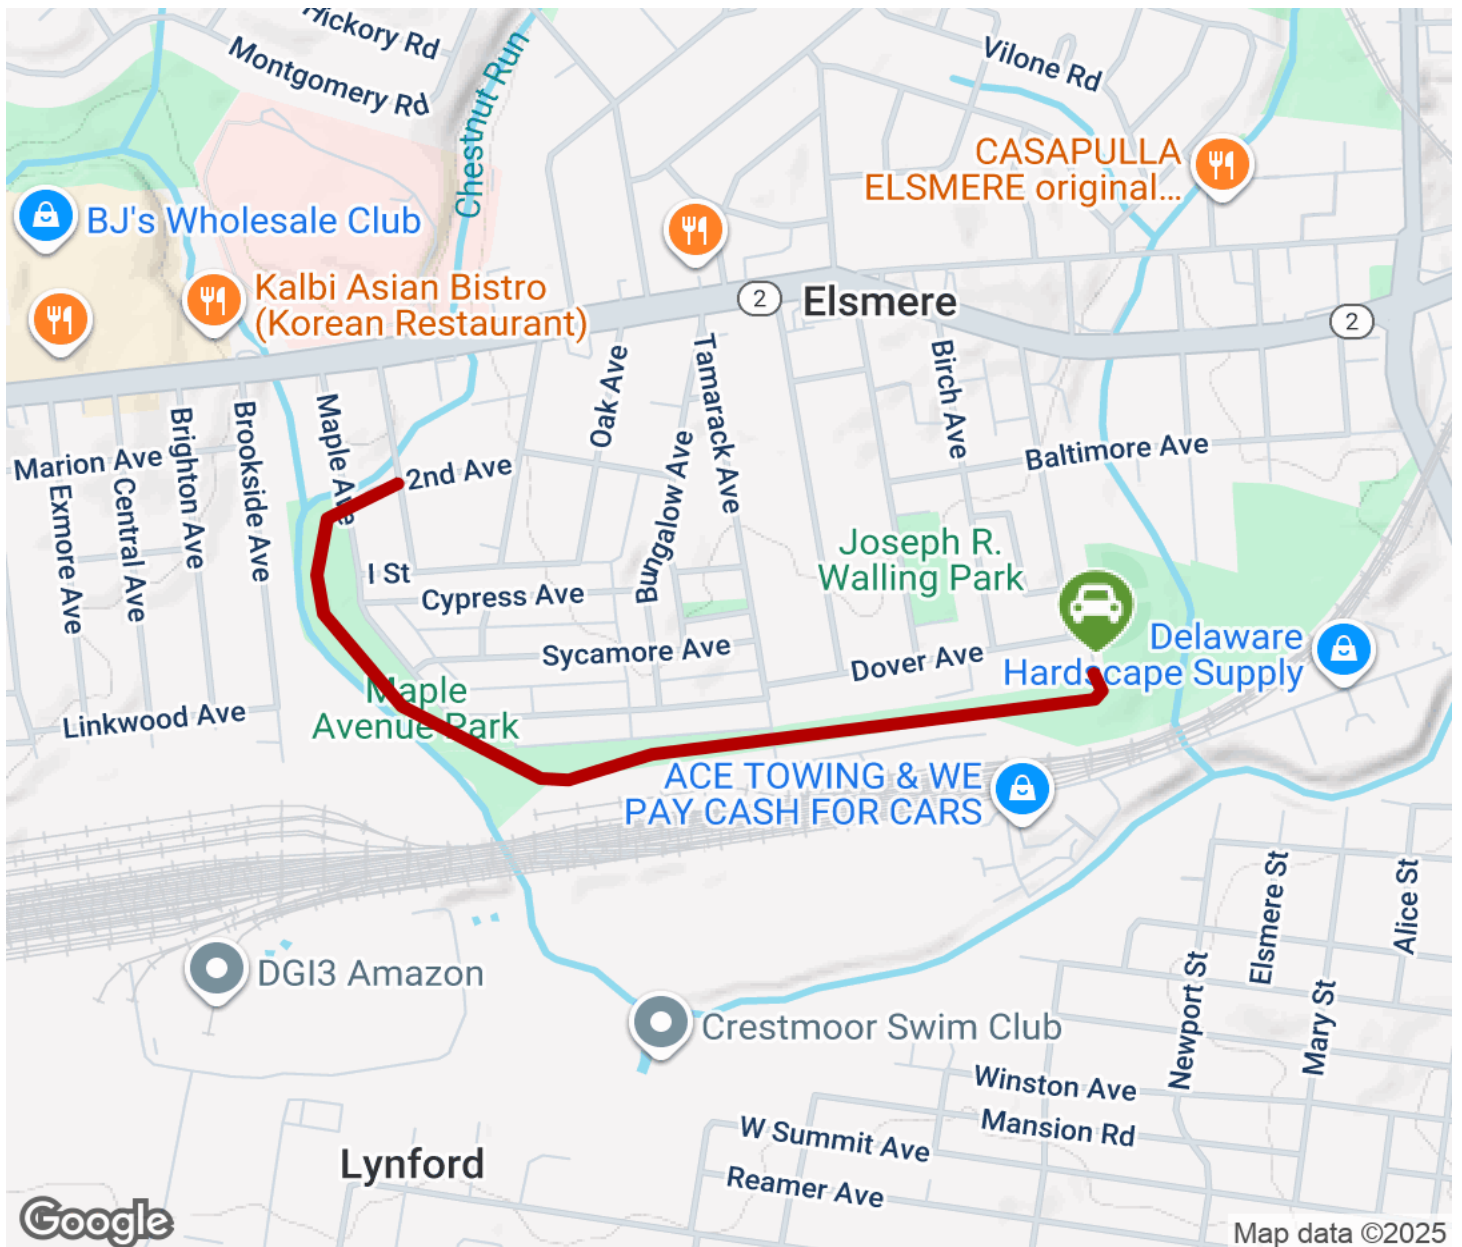 Hickory Rd
Montgomery Rd
Chestnut Run
Vilone Rd
CASAPULLA
ELSMERE original...
BJ's Wholesale Club
Kalbi Asian Bistro
(Korean Restaurant)
2
Elsmere
2
Maple Ave
Oak Ave
Tamarack Ave
Birch Ave
Baltimore Ave
Marion Ave
Exmore Ave
Central Ave
Brighton Ave
Brookside Ave
2nd Ave
Bungalow Ave
I St
Cypress Ave
Joseph R.
Walling Park
Sycamore Ave
Dover Ave
Delaware
Hardscape Supply
Linkwood Ave
Maple
Avenue Park
ACE TOWING & WE
PAY CASH FOR CARS
Elsmere St
Alice St
DGI3 Amazon
Crestmoor Swim Club
Newport St
Mary St
Winston Ave
Mansion Rd
W Summit Ave
Reamer Ave
Lynford
Google
Map data ©2025